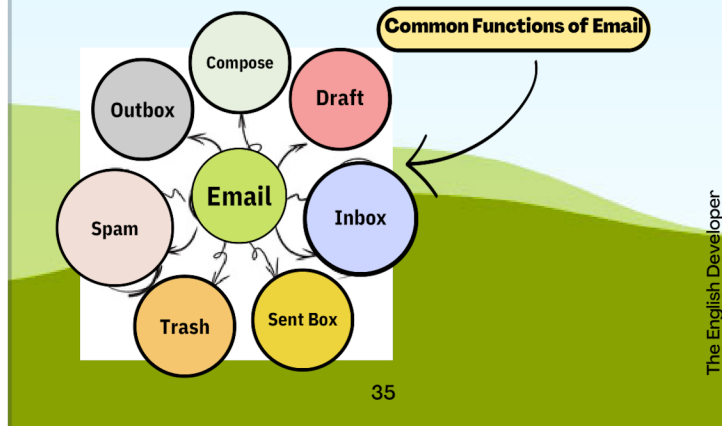 Common Functions of Email
Compose
Draft
Outbox
Email
Inbox
Spam
Sent Box
Trash
The English Developer
35